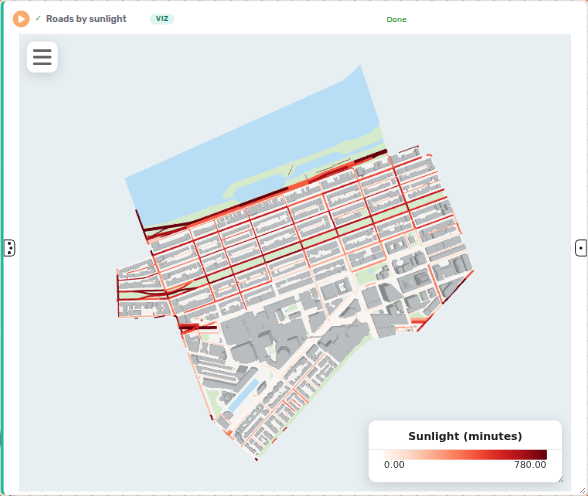 ✓ Roads by sunlight
VIZ
Done
Sunlight (minutes)
0.00 780.00